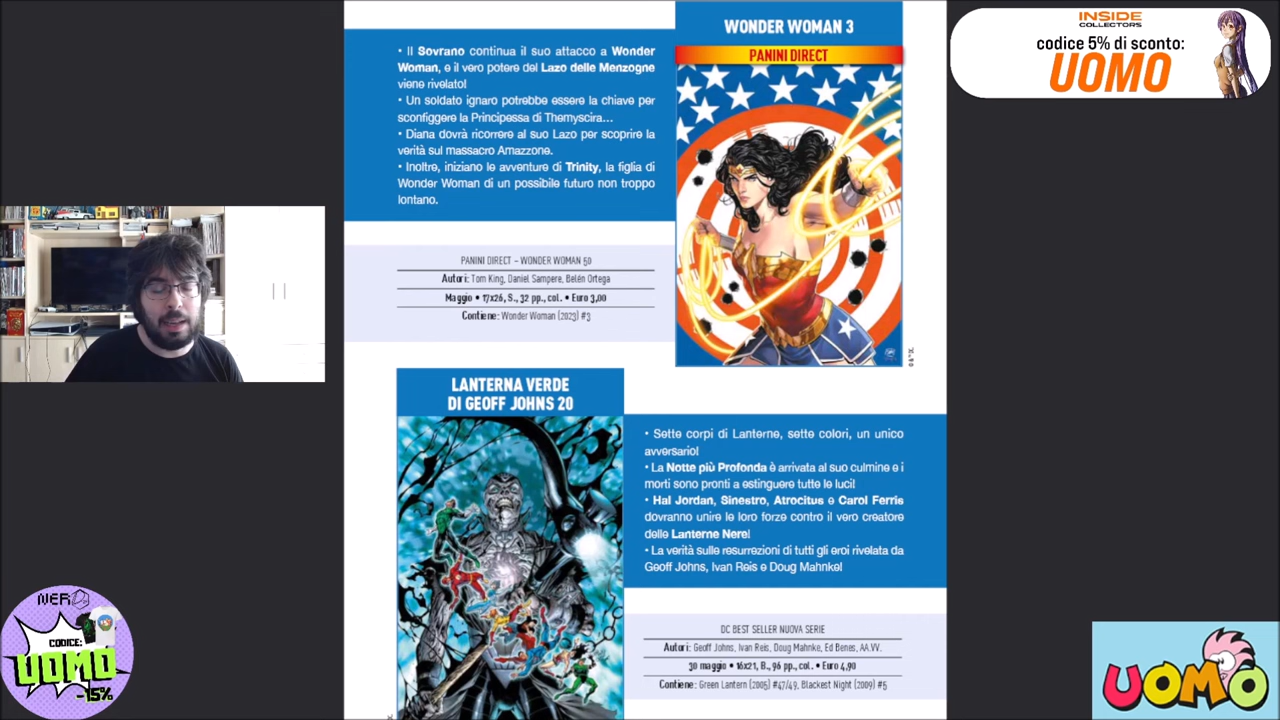 WONDER WOMAN 3
PANINI DIRECT
• Il Sovrano continua il suo attacco a Wonder
Woman, e il vero potere del Lazo delle Menzogne
viene rivelato!
• Un soldato ignaro potrebbe essere la chiave per
sconfiggere la Principessa di Themyscira...
• Diana dovrà ricorrere al suo Lazo per scoprire la
verità sul massacro Amazzone.
• Inoltre, iniziano le avventure di Trinity, la figlia di
Wonder Woman di un possibile futuro non troppo
lontano.
PANINI DIRECT – WONDER WOMAN 50
Autori: Tom King, Daniel Sampere, Belén Ortega
Maggio • 17x26, S., 32 pp., col. • Euro 3,00
Contiene: Wonder Woman (2023) #3
INSIDE
COLLECTORS
codice 5% di sconto:
UOMO
LANTERNA VERDE
DI GEOFF JOHNS 20
• Sette corpi di Lanterne, sette colori, un unico
avversario!
• La Notte più Profonda è arrivata al suo culmine e i
morti sono pronti a estinguere tutte le luci!
• Hal Jordan, Sinestro, Atrocitus e Carol Ferris
dovranno unire le loro forze contro il vero creatore
delle Lanterne Nere!
• La verità sulle resurrezioni di tutti gli eroi rivelata da
Geoff Johns, Ivan Reis e Doug Mahnke!
DC BEST SELLER NUOVA SERIE
Autori: Geoff Johns, Ivan Reis, Doug Mahnke, Ed Benes, AA.VV.
30 maggio • 16x21, B., 96 pp., col. • Euro 4,90
Contiene: Green Lantern (2005) #47/49, Blackest Night (2009) #5
NERO
CODICE:
UOMO
-15%
UOMO